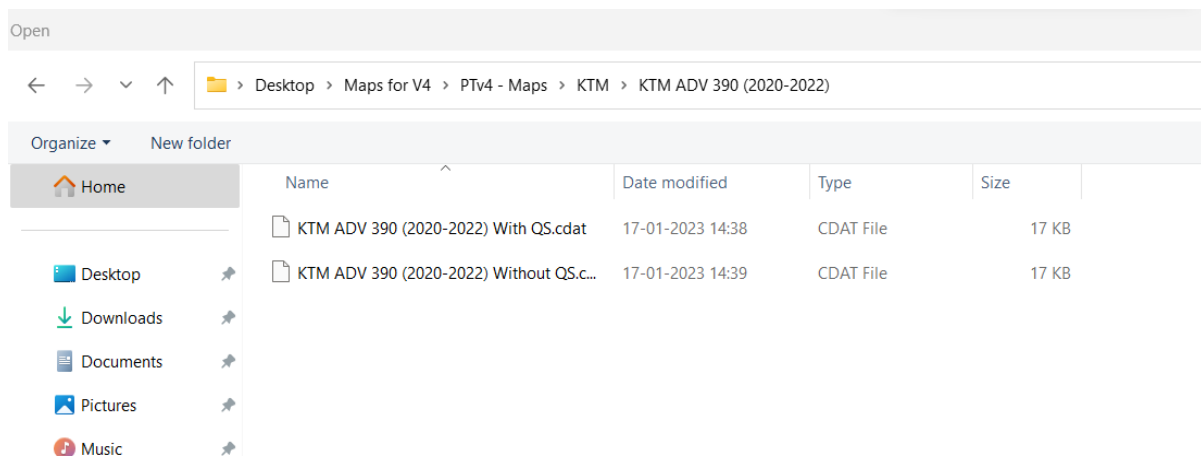 Open
Desktop > Maps for V4 > PTv4 - Maps > KTM > KTM ADV 390 (2020-2022)
Organize New folder
Home
Name Date modified Type Size
KTM ADV 390 (2020-2022) With QS.cdat 17-01-2023 14:38 CDAT File 17 KB
KTM ADV 390 (2020-2022) Without QS.c... 17-01-2023 14:39 CDAT File 17 KB
Desktop
Downloads
Documents
Pictures
Music